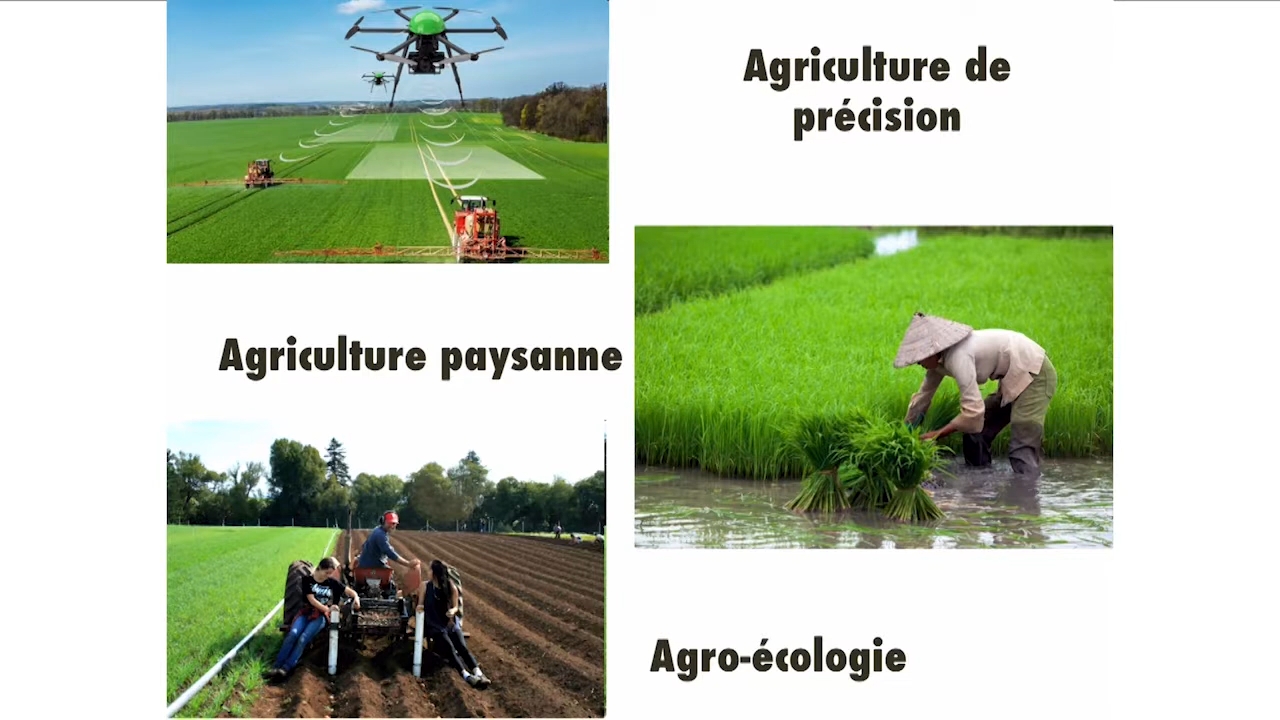 Agriculture de
précision
Agriculture paysanne
Agro-écologie